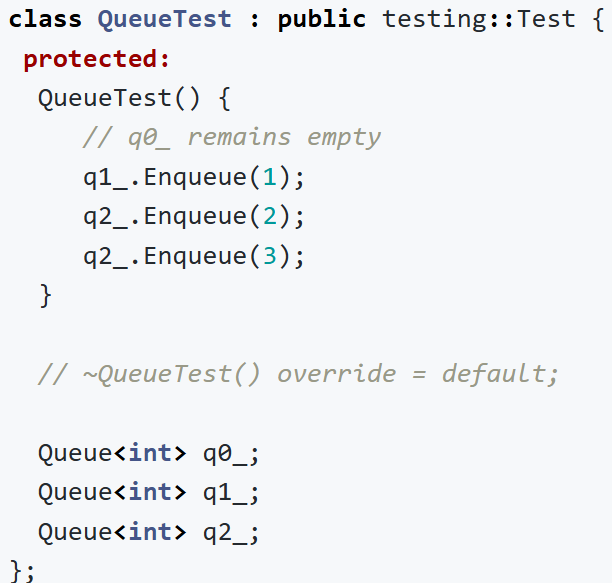 class QueueTest : public testing::Test {
 protected:
  QueueTest() {
     // q0_ remains empty
     q1_.Enqueue(1);
     q2_.Enqueue(2);
     q2_.Enqueue(3);
  }

  // ~QueueTest() override = default;

  Queue<int> q0_;
  Queue<int> q1_;
  Queue<int> q2_;
};